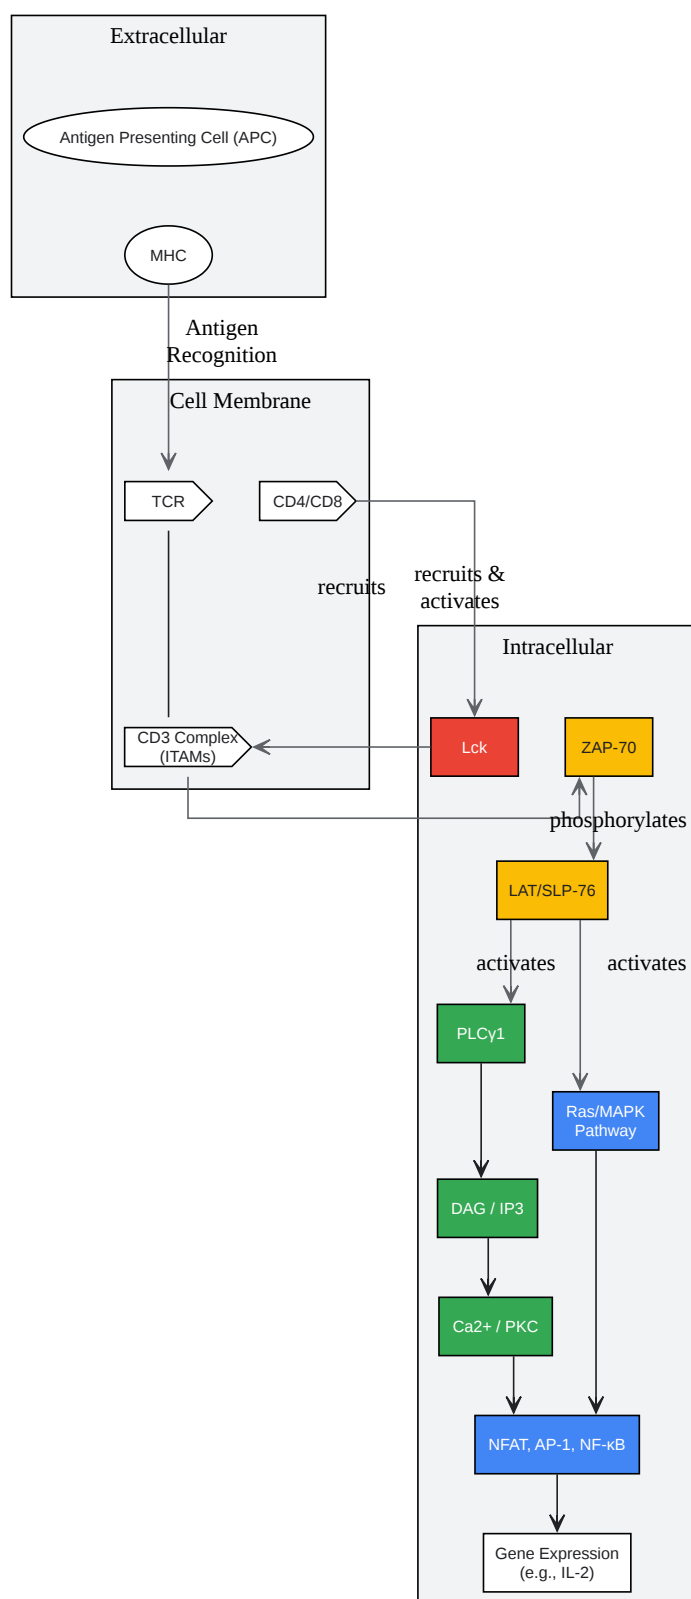 Extracellular
Antigen Presenting Cell (APC)
MHC
Antigen
Recognition
Cell Membrane
TCR
CD4/CD8
recruits
recruits &
activates
Intracellular
CD3 Complex
(ITAMs)
Lck
ZAP-70
phosphorylates
LAT/SLP-76
activates
activates
PLCγ1
Ras/MAPK
Pathway
DAG / IP3
Ca2+ / PKC
NFAT, AP-1, NF-κB
Gene Expression
(e.g., IL-2)